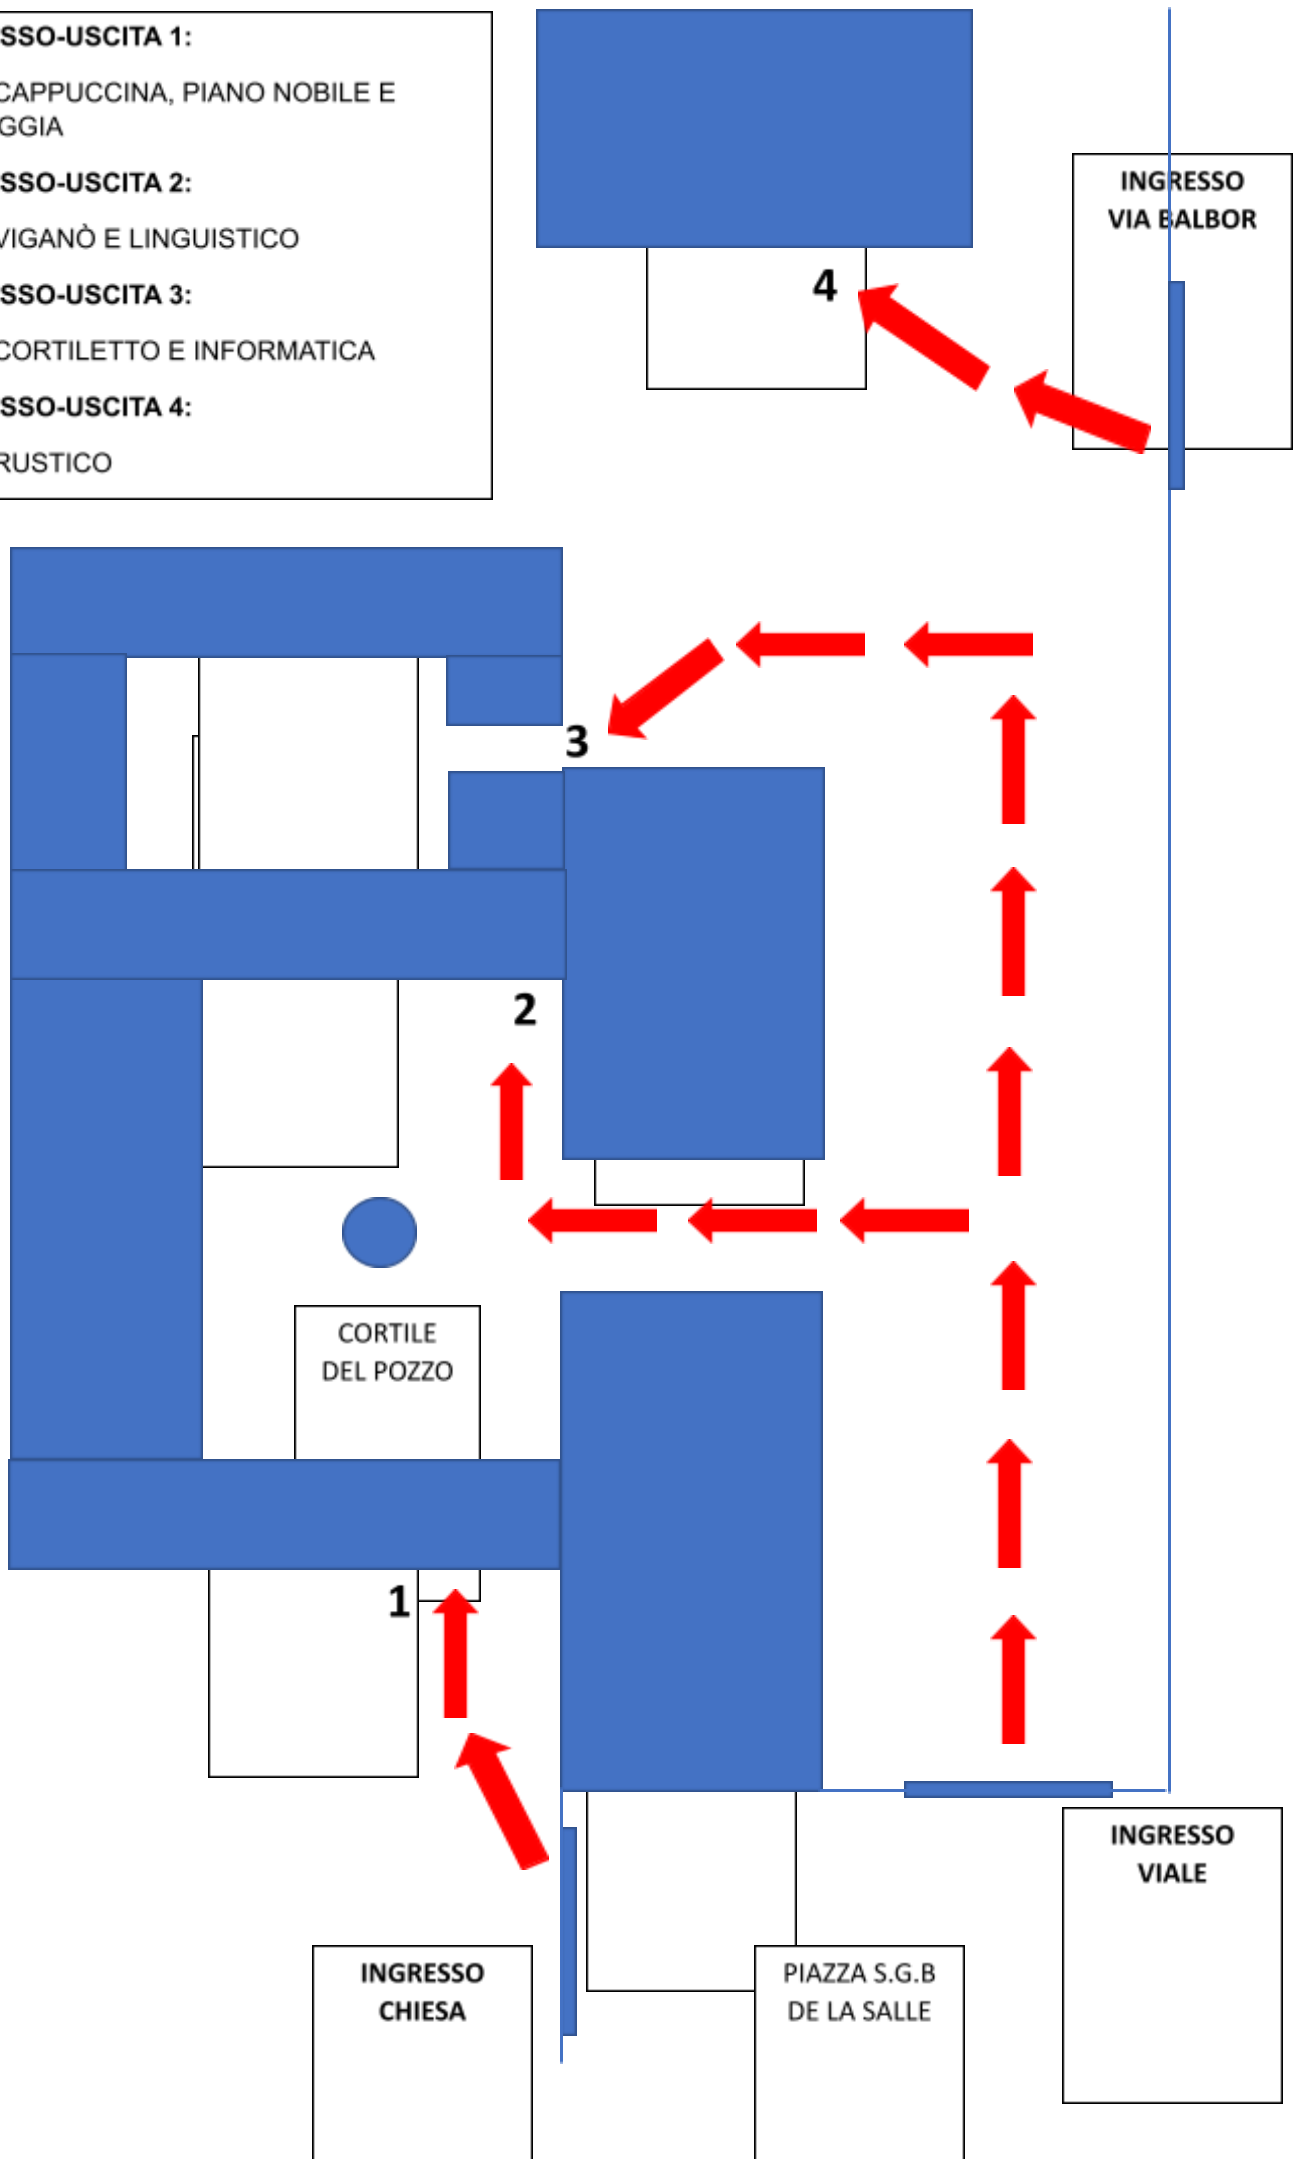 SSO-USCITA 1:
CAPPUCCINA, PIANO NOBILE E
GGIA
SSO-USCITA 2:
VIGANÒ E LINGUISTICO
SSO-USCITA 3:
CORTILETTO E INFORMATICA
SSO-USCITA 4:
RUSTICO
INGRESSO
VIA BALBOR
4
3
2
CORTILE
DEL POZZO
1
INGRESSO
VIALE
INGRESSO
CHIESA
PIAZZA S.G.B
DE LA SALLE